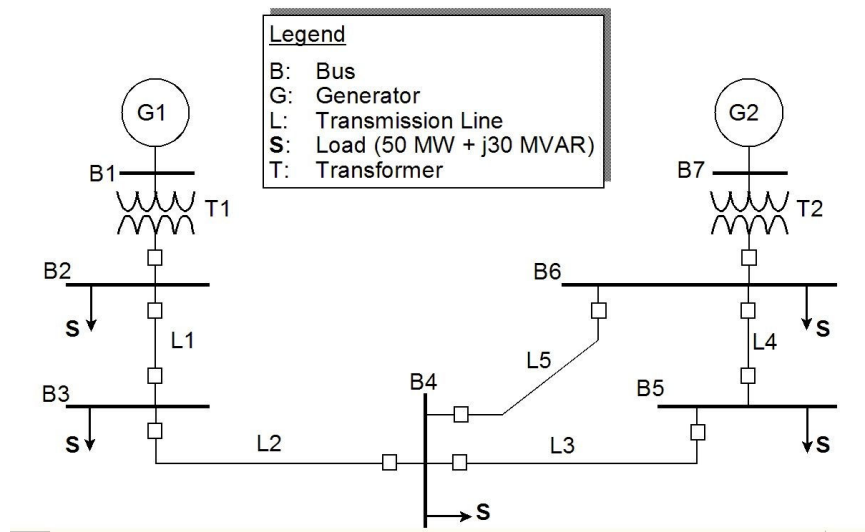 Legend
B: Bus
G: Generator
L: Transmission Line
S: Load (50 MW + j30 MVAR)
T: Transformer
G1
G2
B1
B7
T1
T2
B2
B6
S
L1
L5
L4
S
B3
B4
B5
S
L2
L3
S
S